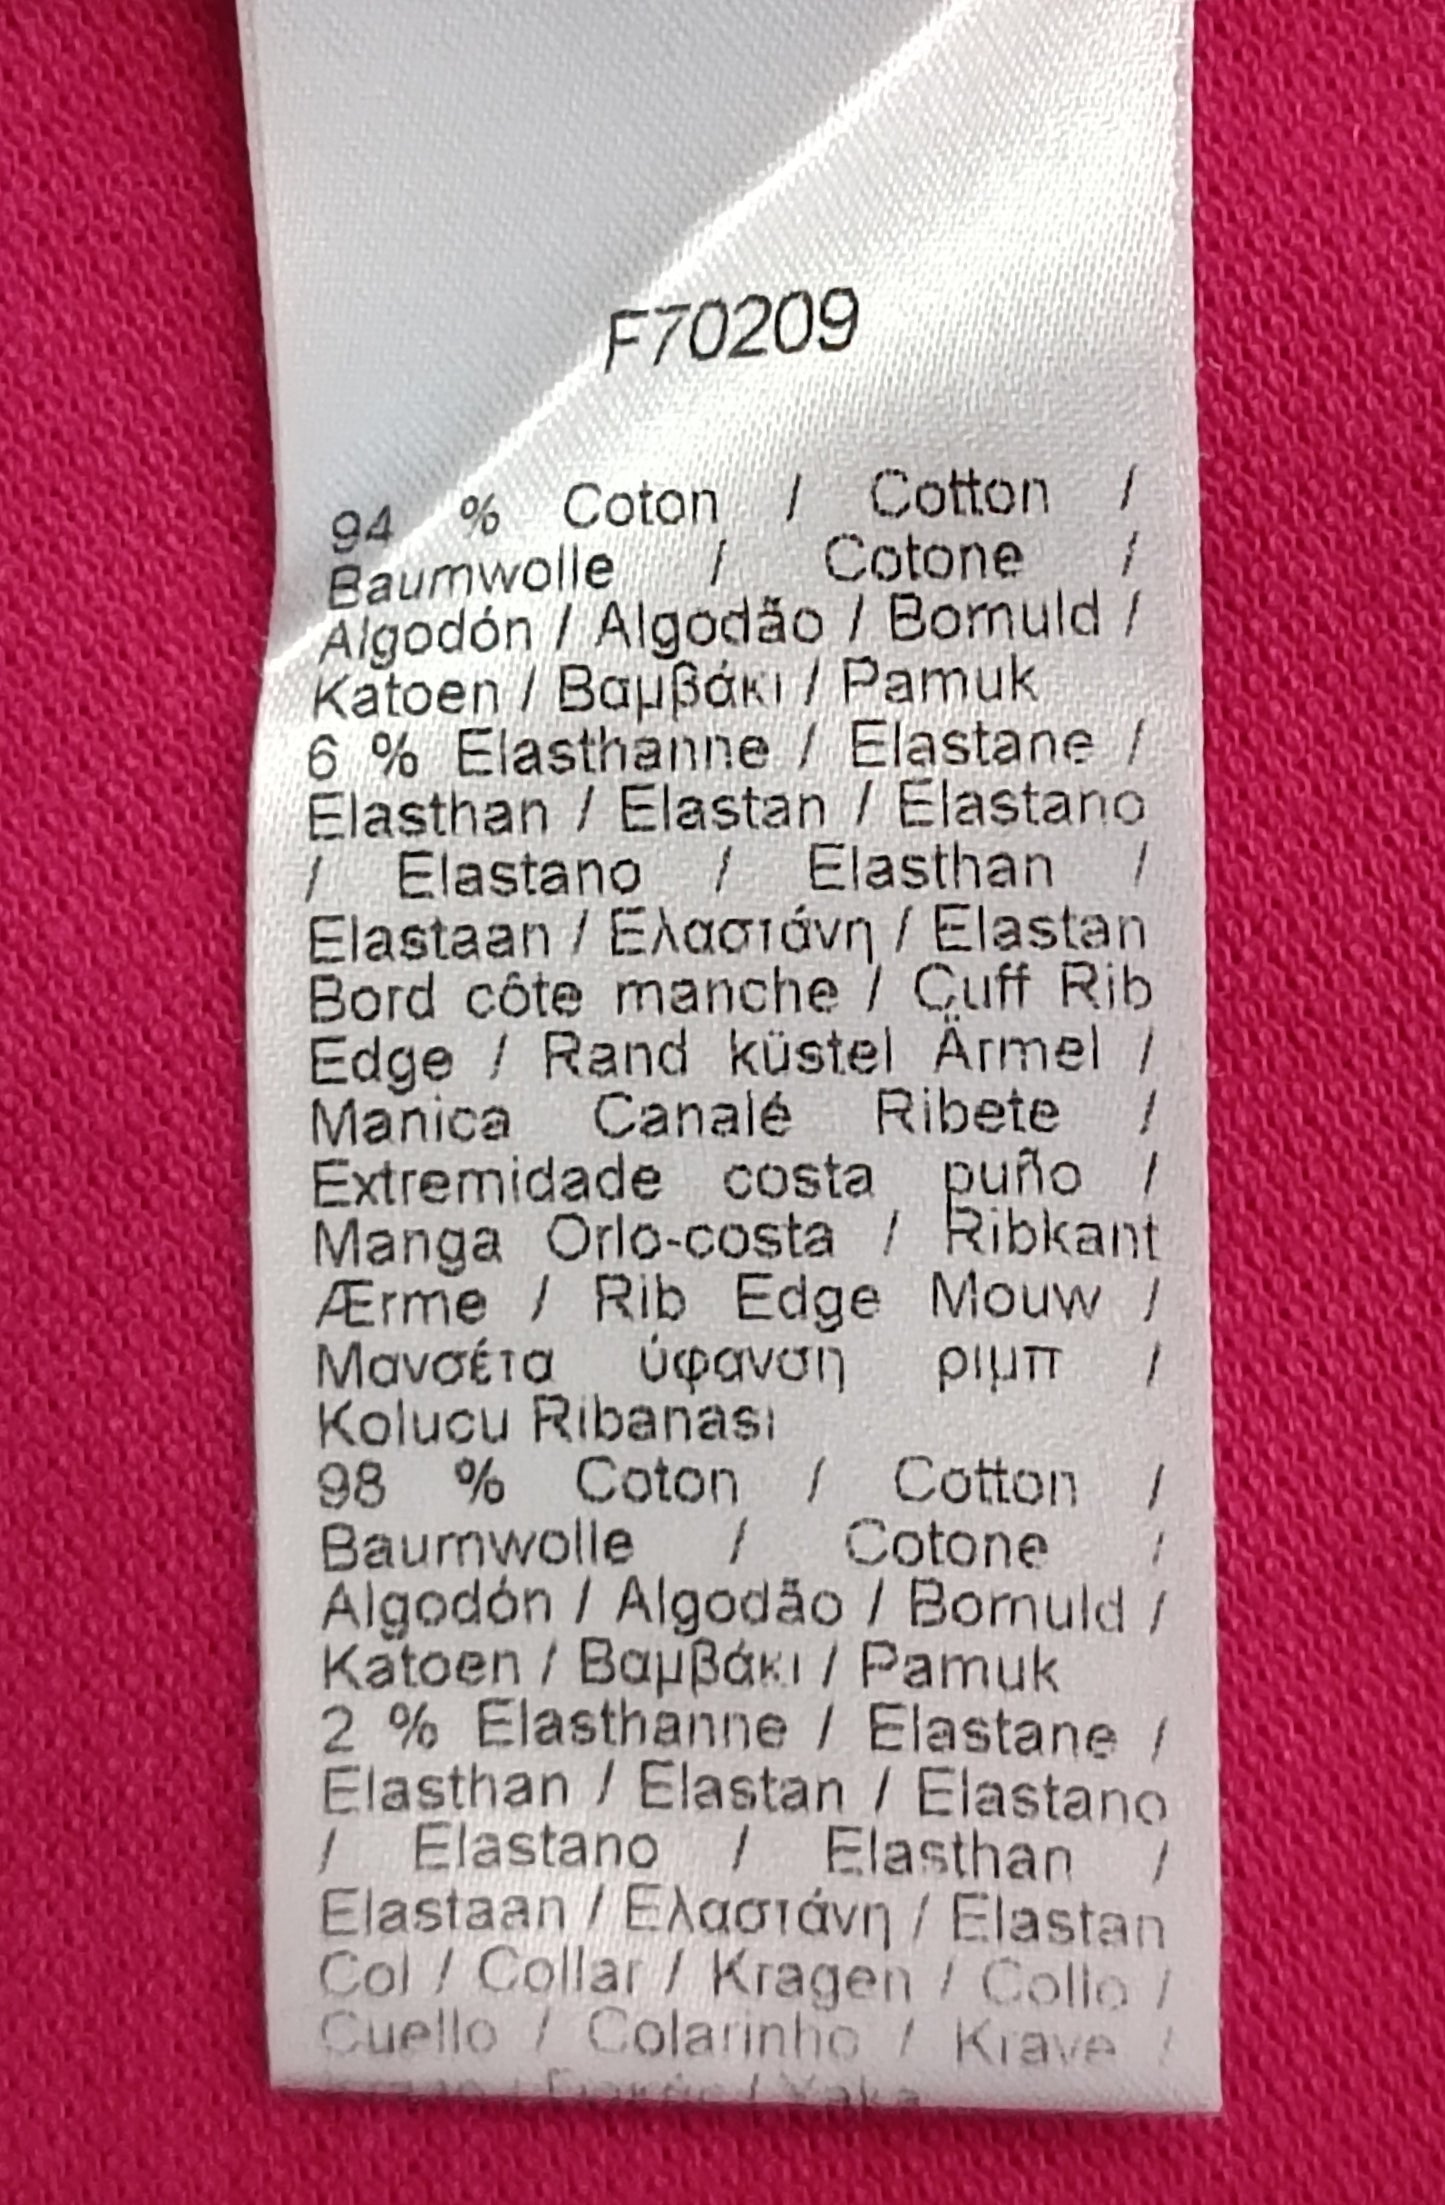 F70209
94 % Coton / Cotton /
Baumwolle / Cotone /
Algodón / Algodão / Bomuld /
Katoen / Βαμβάκι / Pamuk
6 % Elasthanne / Elastane /
Elasthan / Elastan / Elastano
/ Elastano / Elasthan /
Elastaan / Ελαστάνη / Elastan
Bord côte manche / Cuff Rib
Edge / Rand küstel Ärmel /
Manica Canalé Ribete /
Extremidade costa puño /
Manga Orlo-costa / Ribkant
Ærme / Rib Edge Mouw /
Μανσέτα ύφανση ριμπ /
Kolucu Ribanası
98 % Coton / Cotton /
Baumwolle / Cotone /
Algodón / Algodão / Bomuld /
Katoen / Βαμβάκι / Pamuk
2 % Elasthanne / Elastane /
Elasthan / Elastan / Elastano
/ Elastano / Elasthan /
Elastaan / Ελαστάνη / Elastan
Col / Collar / Kragen / Collo /
Cuello / Colarinho / Krave /
/ Yaka